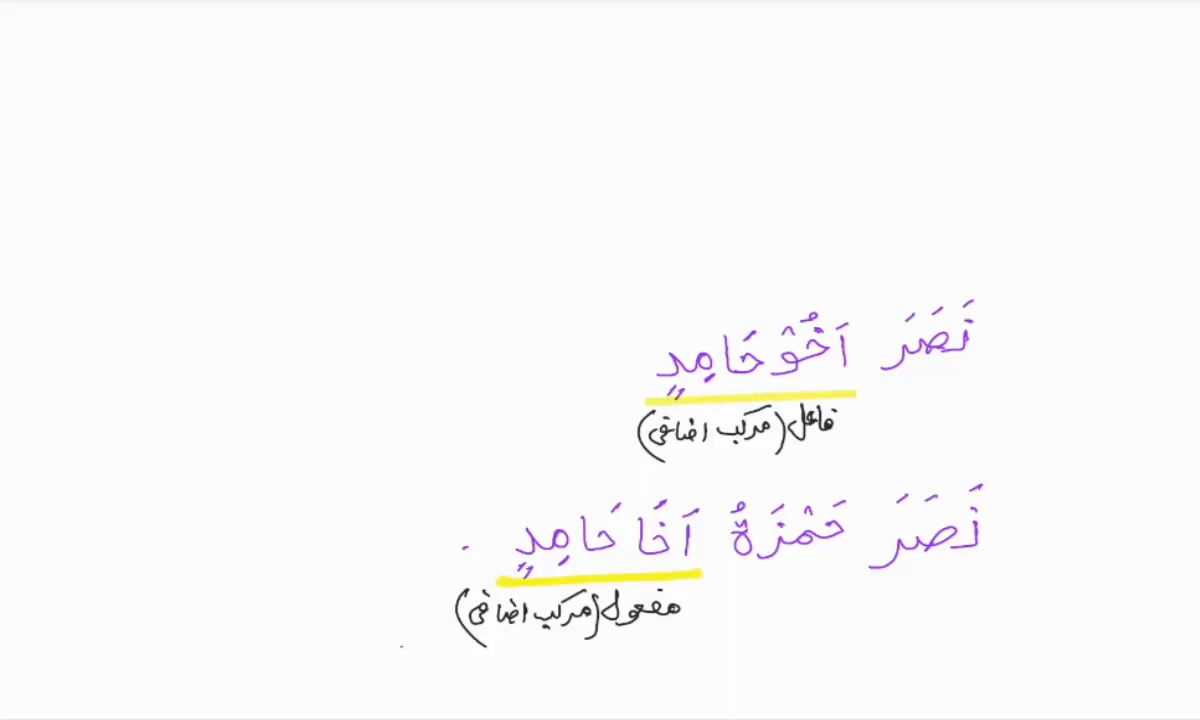 نَصَرَ اَخُوْ حَامِدٍ
فاعل (مرکب اضافی)
نَصَرَ حَمْزَةُ اَخَا حَامِدٍ .
مفعول (مرکب اضافی)